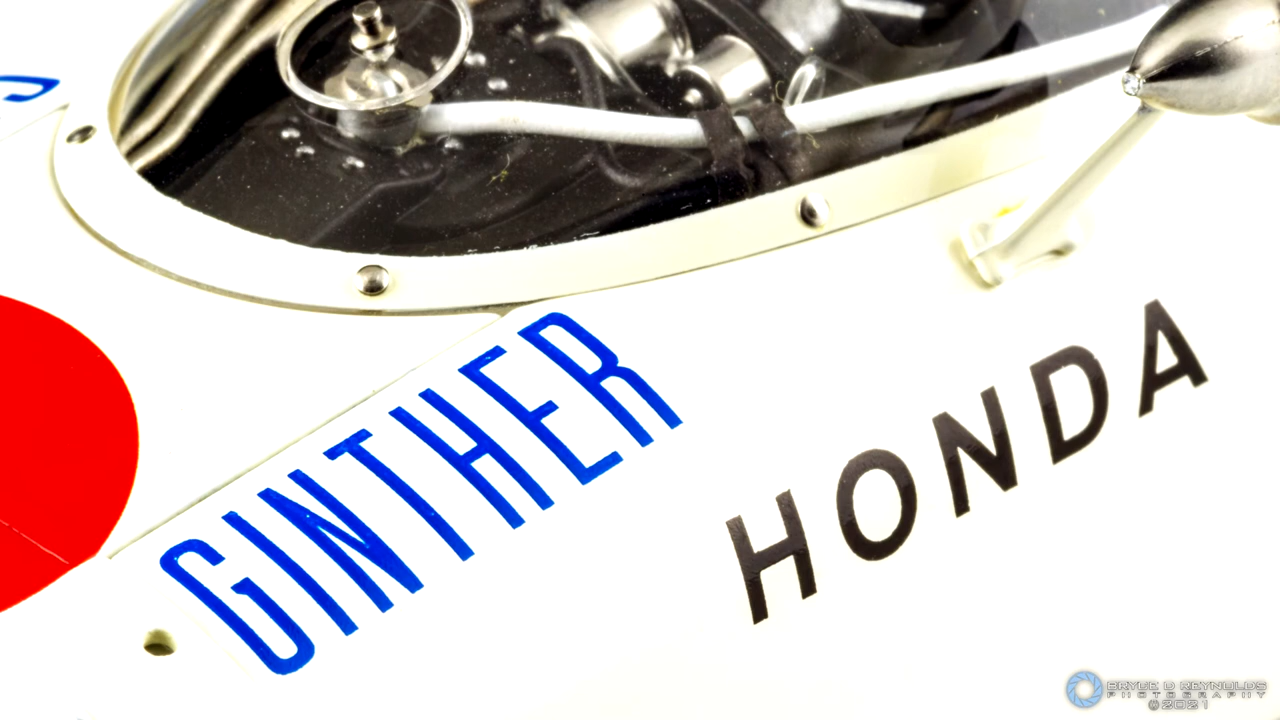 GINTHER
HONDA
BRYCE D REYNOLDS
PHOTOGRAPHY
©2021